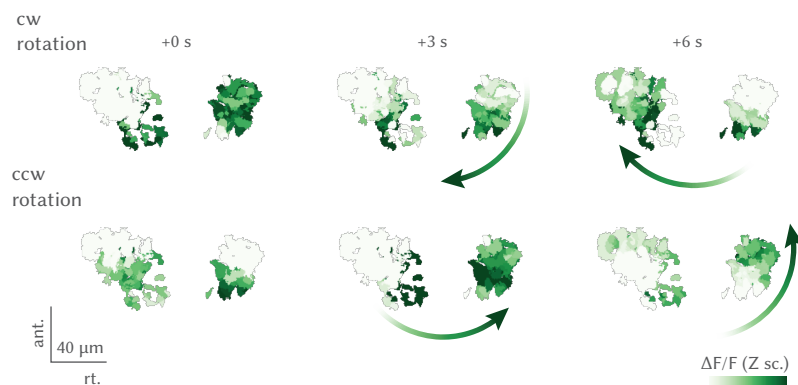 cw
rotation
+0 s
+3 s
+6 s
ccw
rotation
ant.
40 μm
rt.
ΔF/F (Z sc.)